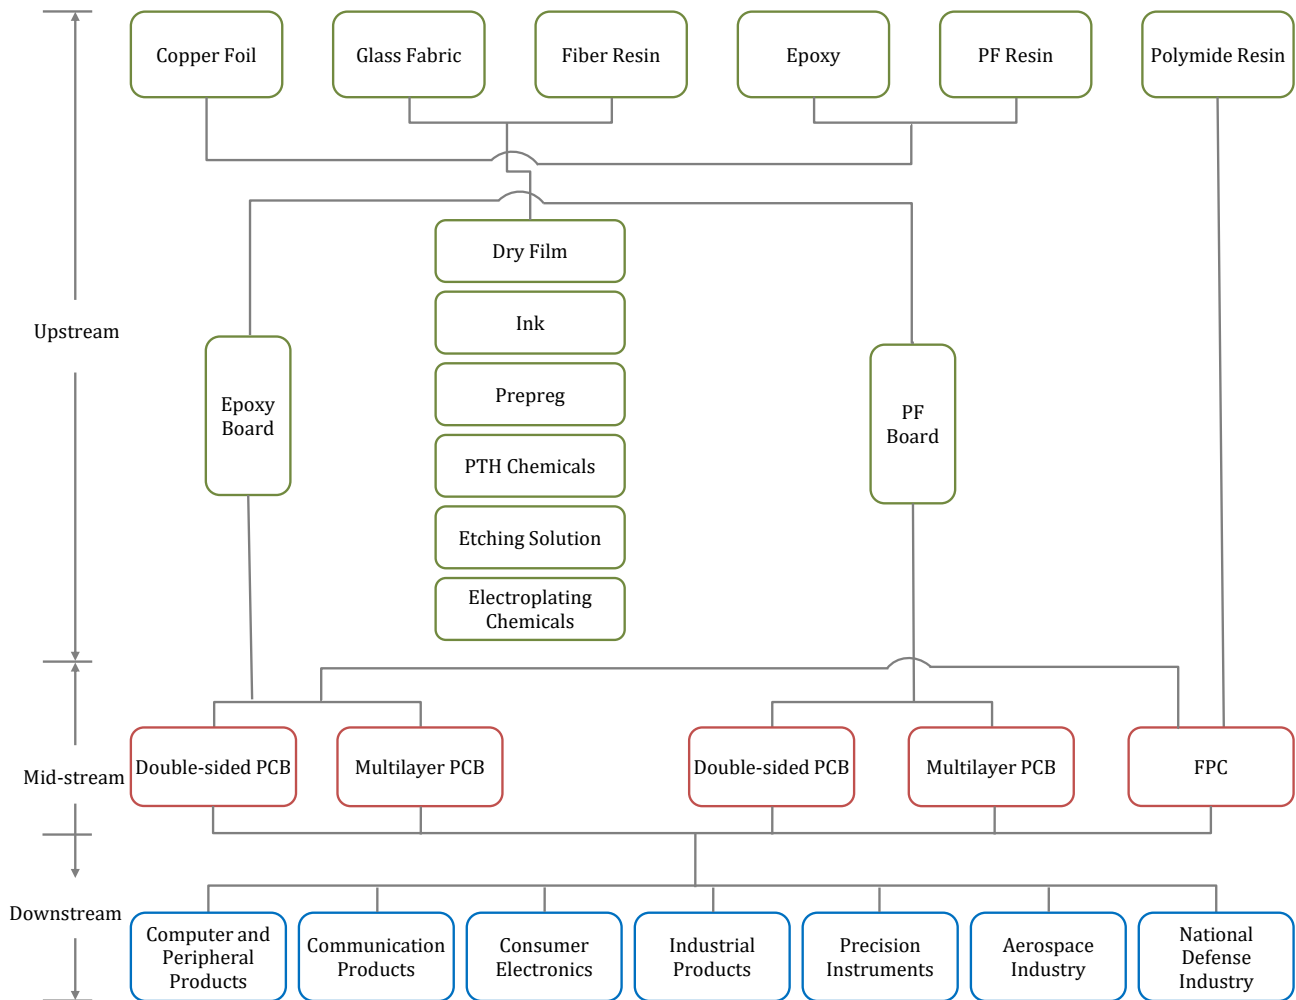 Copper Foil
Glass Fabric
Fiber Resin
Epoxy
PF Resin
Polymide Resin
Dry Film
Ink
Upstream
Epoxy
Board
Prepreg
PF
Board
PTH Chemicals
Etching Solution
Electroplating
Chemicals
Mid-stream
Double-sided PCB
Multilayer PCB
Double-sided PCB
Multilayer PCB
FPC
Downstream
Computer and
Peripheral
Products
Communication
Products
Consumer
Electronics
Industrial
Products
Precision
Instruments
Aerospace
Industry
National
Defense
Industry